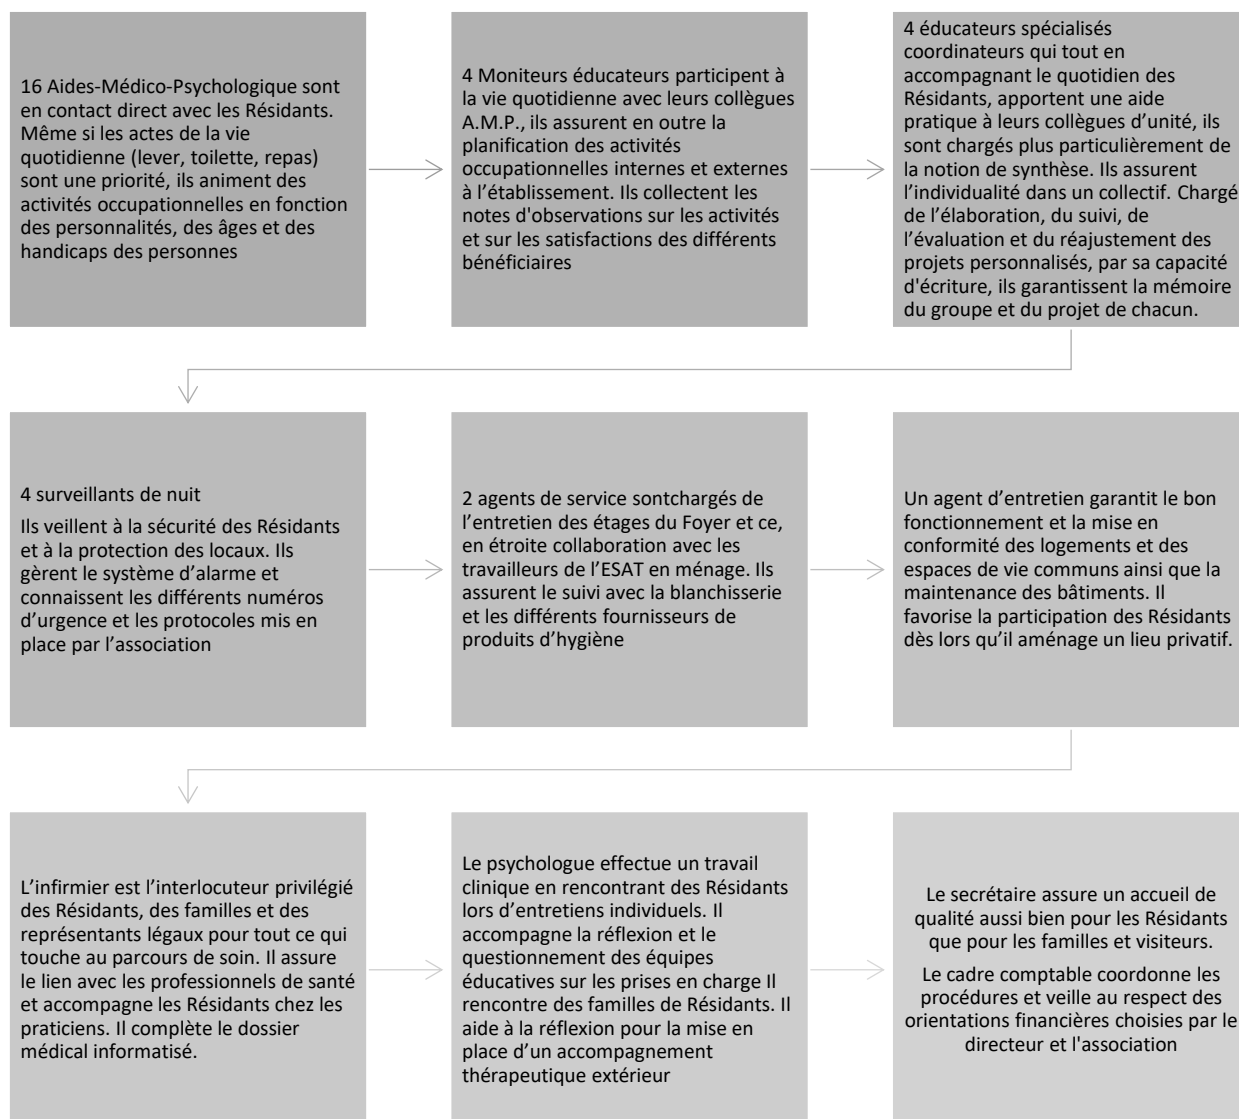 16 Aides-Médico-Psychologique sont
en contact direct avec les Résidants.
Même si les actes de la vie
quotidienne (lever, toilette, repas)
sont une priorité, ils animent des
activités occupationnelles en fonction
des personnalités, des âges et des
handicaps des personnes
4 Moniteurs éducateurs participent à
la vie quotidienne avec leurs collègues
A.M.P., ils assurent en outre la
planification des activités
occupationnelles internes et externes
à l’établissement. Ils collectent les
notes d'observations sur les activités
et sur les satisfactions des différents
bénéficiaires
4 éducateurs spécialisés
coordinateurs qui tout en
accompagnant le quotidien des
Résidants, apportent une aide
pratique à leurs collègues d’unité, ils
sont chargés plus particulièrement de
la notion de synthèse. Ils assurent
l’individualité dans un collectif. Chargé
de l’élaboration, du suivi, de
l’évaluation et du réajustement des
projets personnalisés, par sa capacité
d'écriture, ils garantissent la mémoire
du groupe et du projet de chacun.
4 surveillants de nuit
Ils veillent à la sécurité des Résidants
et à la protection des locaux. Ils
gèrent le système d’alarme et
connaissent les différents numéros
d’urgence et les protocoles mis en
place par l’association
2 agents de service sontchargés de
l’entretien des étages du Foyer et ce,
en étroite collaboration avec les
travailleurs de l’ESAT en ménage. Ils
assurent le suivi avec la blanchisserie
et les différents fournisseurs de
produits d’hygiène
Un agent d’entretien garantit le bon
fonctionnement et la mise en
conformité des logements et des
espaces de vie communs ainsi que la
maintenance des bâtiments. Il
favorise la participation des Résidants
dès lors qu’il aménage un lieu privatif.
L’infirmier est l’interlocuteur privilégié
des Résidants, des familles et des
représentants légaux pour tout ce qui
touche au parcours de soin. Il assure
le lien avec les professionnels de santé
et accompagne les Résidants chez les
praticiens. Il complète le dossier
médical informatisé.
Le psychologue effectue un travail
clinique en rencontrant des Résidants
lors d’entretiens individuels. Il
accompagne la réflexion et le
questionnement des équipes
éducatives sur les prises en charge Il
rencontre des familles de Résidants. Il
aide à la réflexion pour la mise en
place d’un accompagnement
thérapeutique extérieur
Le secrétaire assure un accueil de
qualité aussi bien pour les Résidants
que pour les familles et visiteurs.
Le cadre comptable coordonne les
procédures et veille au respect des
orientations financières choisies par le
directeur et l'association